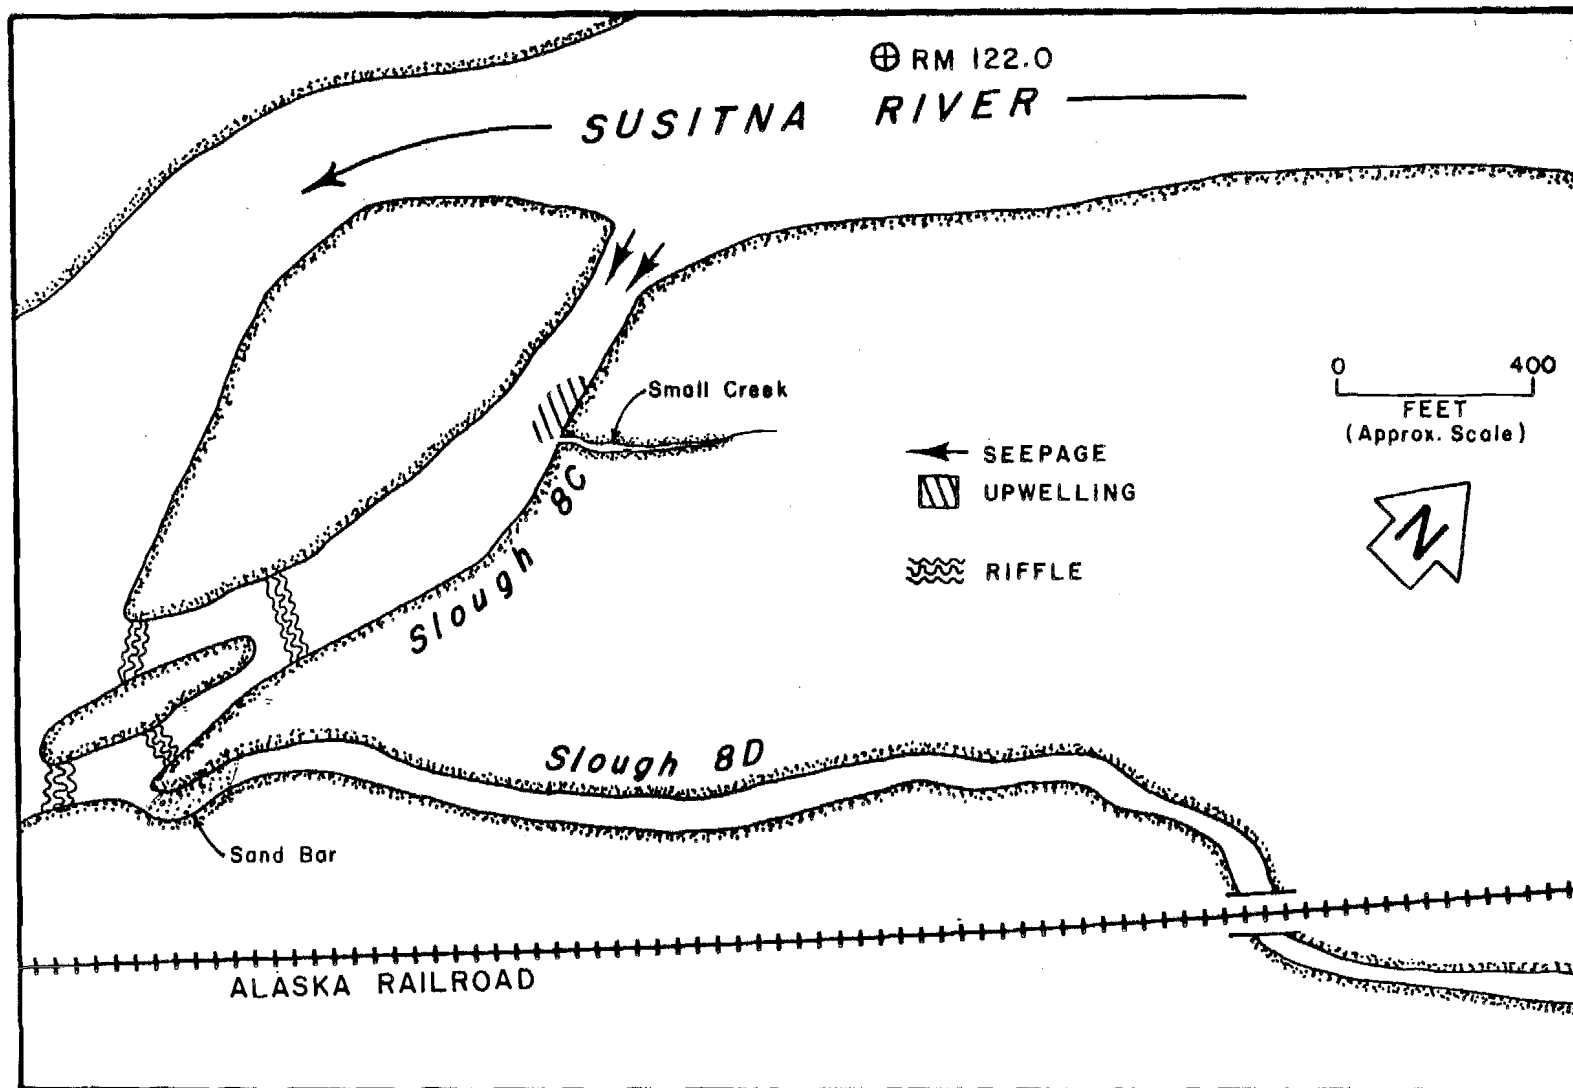 RM 122.0
SUSITNA RIVER
Small Creek
0 400
FEET
(Approx. Scale)
SEEPAGE
UPWELLING
RIFFLE
N
Slough 8C
Slough 8D
Sand Bar
ALASKA RAILROAD